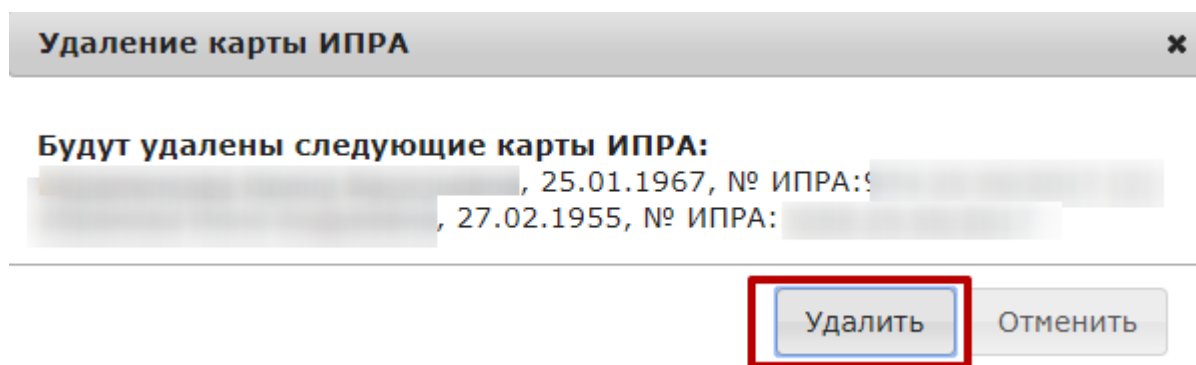 Удаление карты ИПРА
Будут удалены следующие карты ИПРА:
, 25.01.1967, № ИПРА:
, 27.02.1955, № ИПРА:
Удалить Отменить